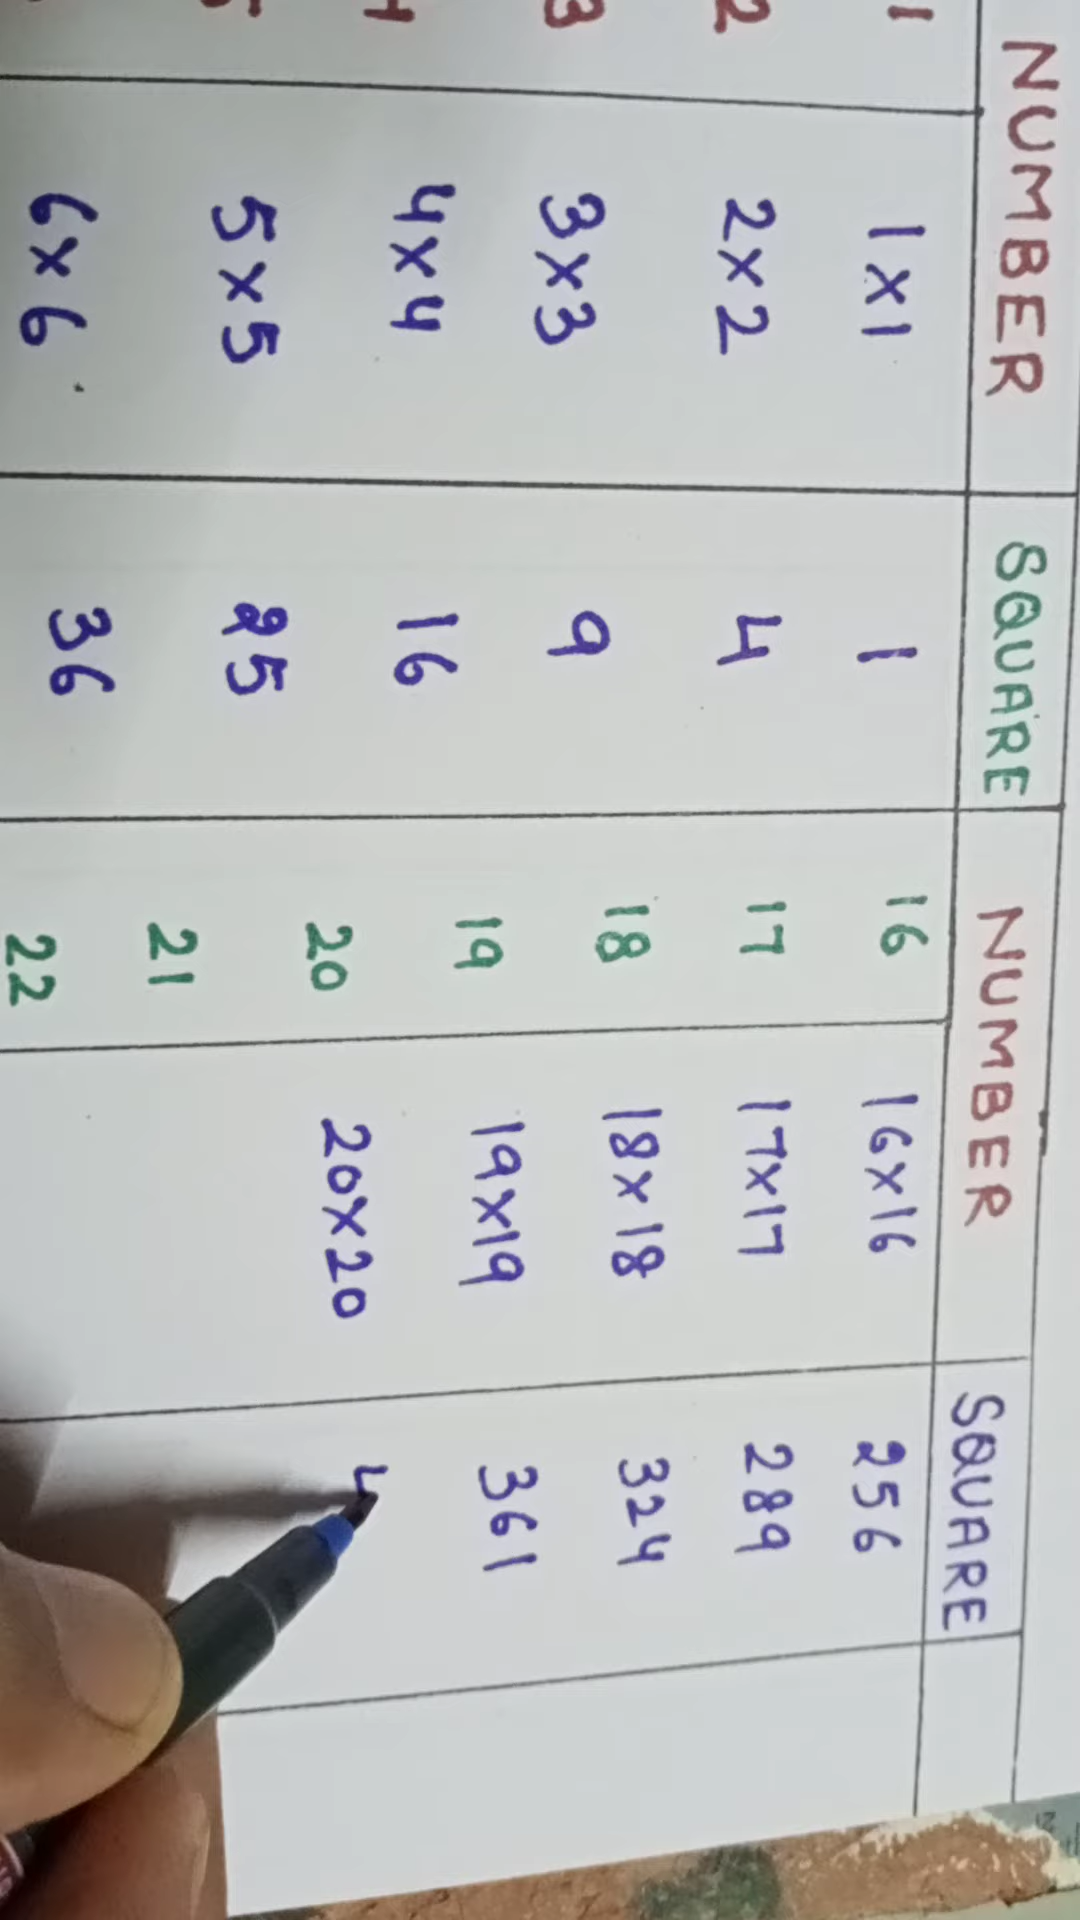 NUMBER SQUARE NUMBER SQUARE
1 1×1 1 16 16×16 256
2 2×2 4 17 17×17 289
3 3×3 9 18 18×18 324
4 4×4 16 19 19×19 361
5×5 25 20 20×20 4
6×6 36 21
22